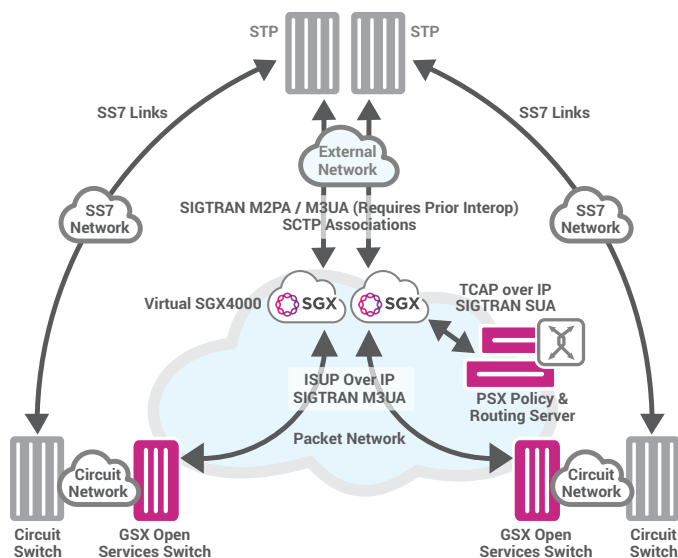 STP
STP
SS7 Links
SS7 Links
External
Network
SIGTRAN M2PA / M3UA (Requires Prior Interop)
SCTP Associations
SS7
Network
SS7
Network
Virtual SGX4000
SGX
SGX
TCAP over IP
SIGTRAN SUA
ISUP Over IP
SIGTRAN M3UA
PSX Policy &
Routing Server
Packet Network
Circuit
Network
Circuit
Network
Circuit
Switch
GSX Open
Services Switch
GSX Open
Services Switch
Circuit
Switch